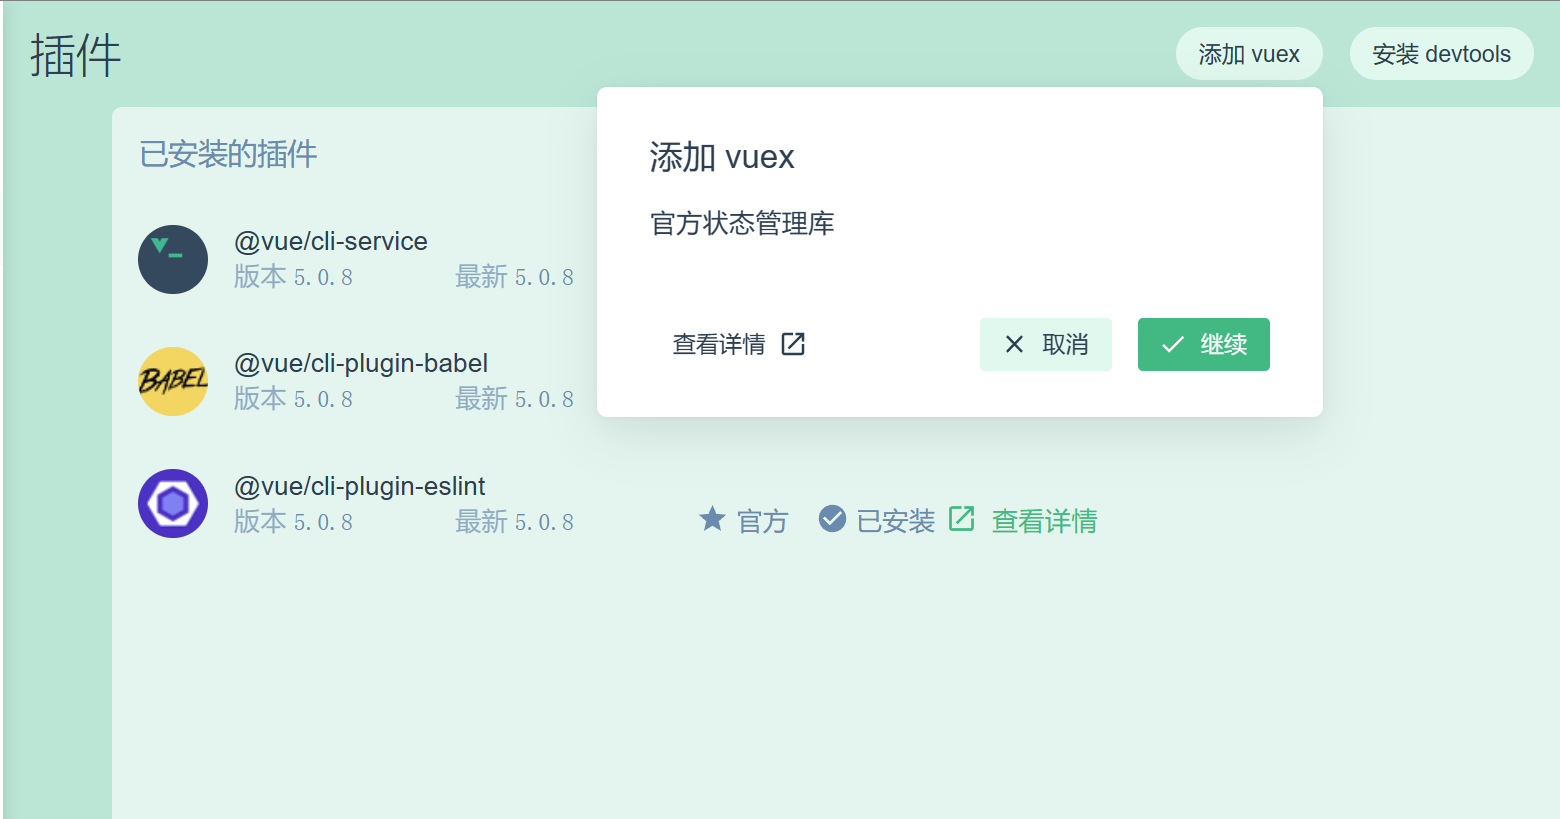 插件
添加 vuex
安装 devtools
已安装的插件
@vue/cli-service
版本 5.0.8
最新 5.0.8
BABEL
@vue/cli-plugin-babel
版本 5.0.8
最新 5.0.8
@vue/cli-plugin-eslint
版本 5.0.8
最新 5.0.8
官方
已安装
查看详情
添加 vuex
官方状态管理库
查看详情
取消
继续